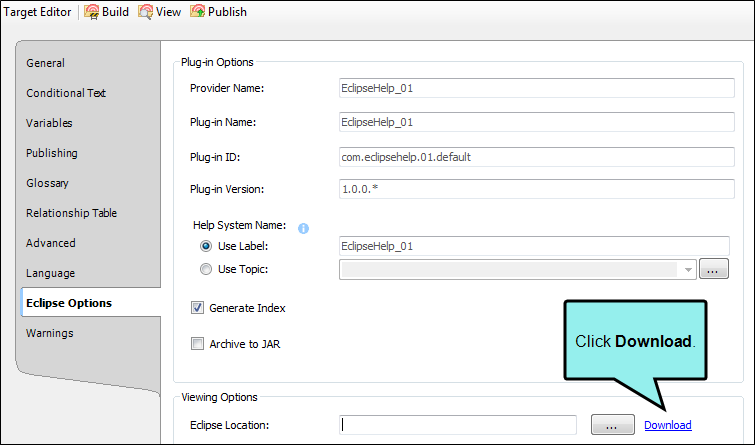 Target Editor Build View Publish
General
Conditional Text
Variables
Publishing
Glossary
Relationship Table
Advanced
Language
Eclipse Options
Warnings
Plug-in Options
Provider Name: EclipseHelp_01
Plug-in Name: EclipseHelp_01
Plug-in ID: com.eclipsehelp.01.default
Plug-in Version: 1.0.0.*
Help System Name:
Use Label: EclipseHelp_01
Use Topic: ...
Generate Index
Archive to JAR
Click Download.
Viewing Options
Eclipse Location: ... Download